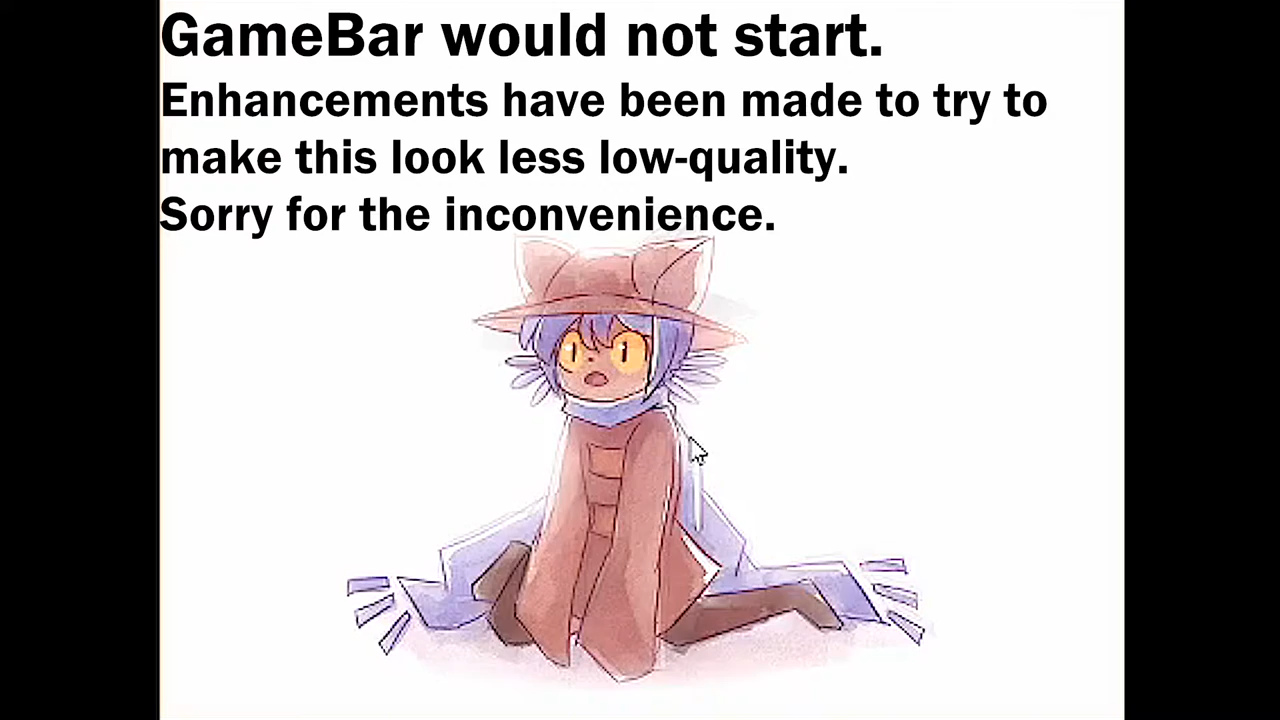 GameBar would not start.
Enhancements have been made to try to
make this look less low-quality.
Sorry for the inconvenience.